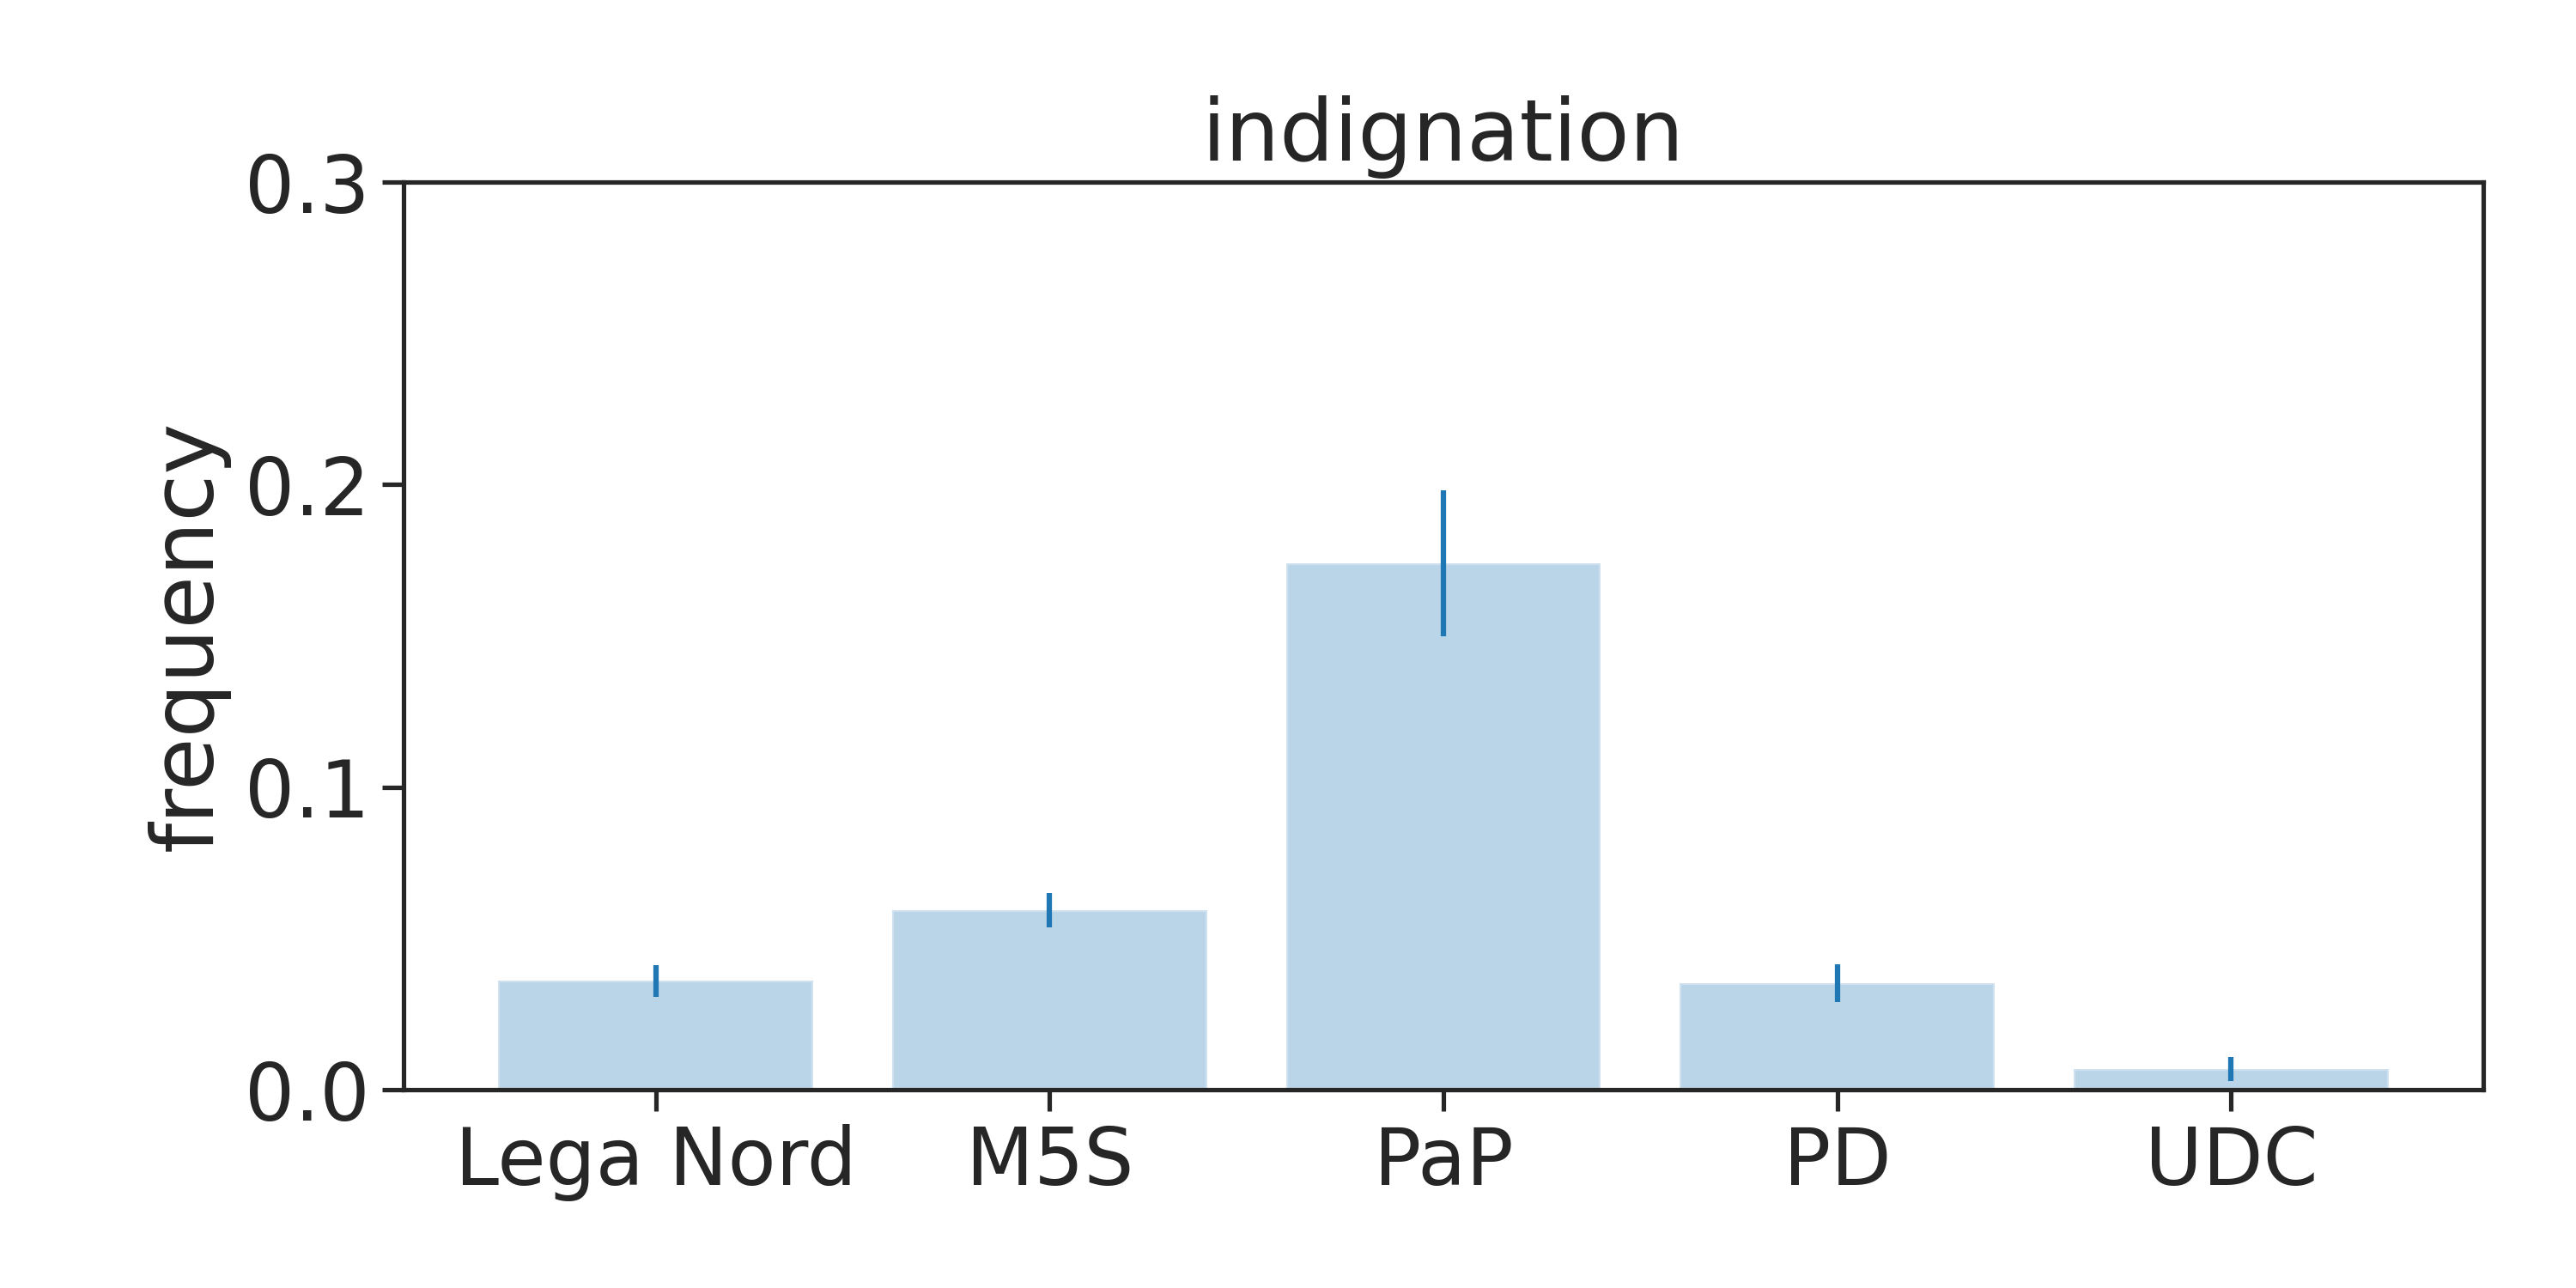 indignation
frequency
0.3
0.2
0.1
0.0
Lega Nord M5S PaP PD UDC